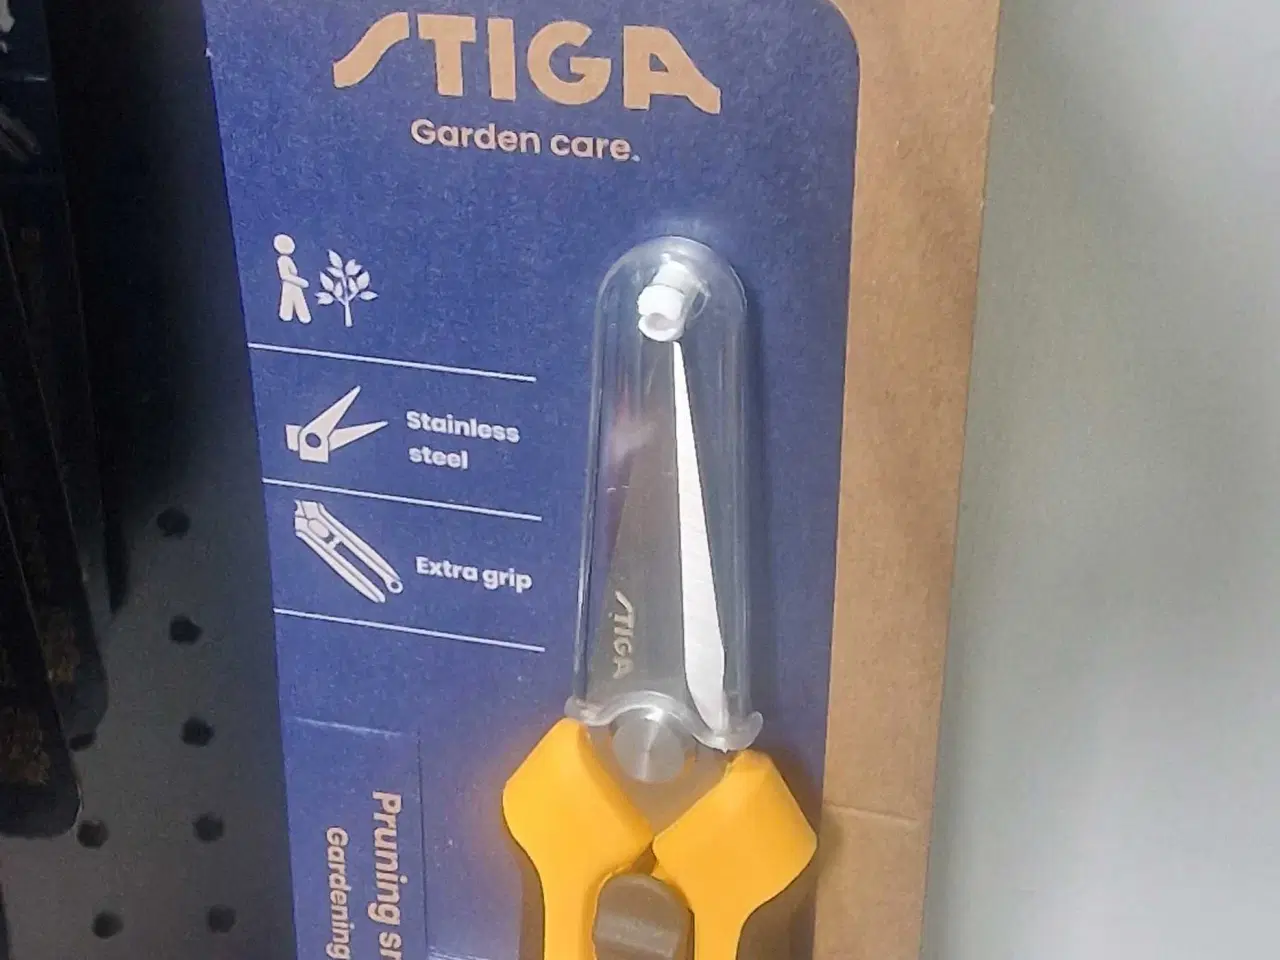 STIGA
Garden care.
Stainless
steel
Extra grip
STIGA
Pruning
Gardening